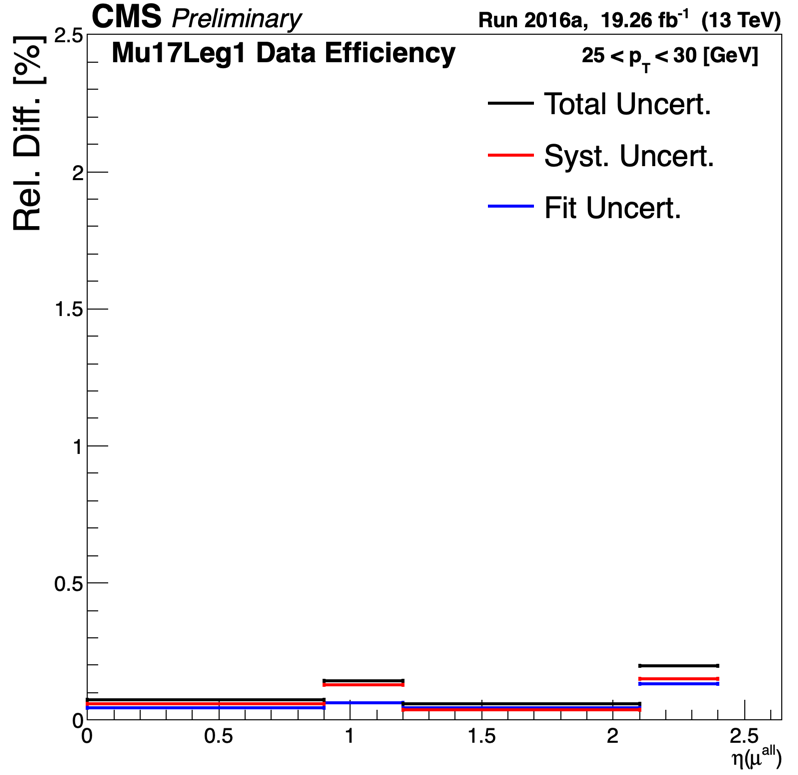 CMS Preliminary
Run 2016a, 19.26 fb⁻¹ (13 TeV)
Mu17Leg1 Data Efficiency
25 < p_T < 30 [GeV]
Total Uncert.
Syst. Uncert.
Fit Uncert.
Rel. Diff. [%]
2.5
2
1.5
1
0.5
0
0 0.5 1 1.5 2 2.5
η(μ^all)